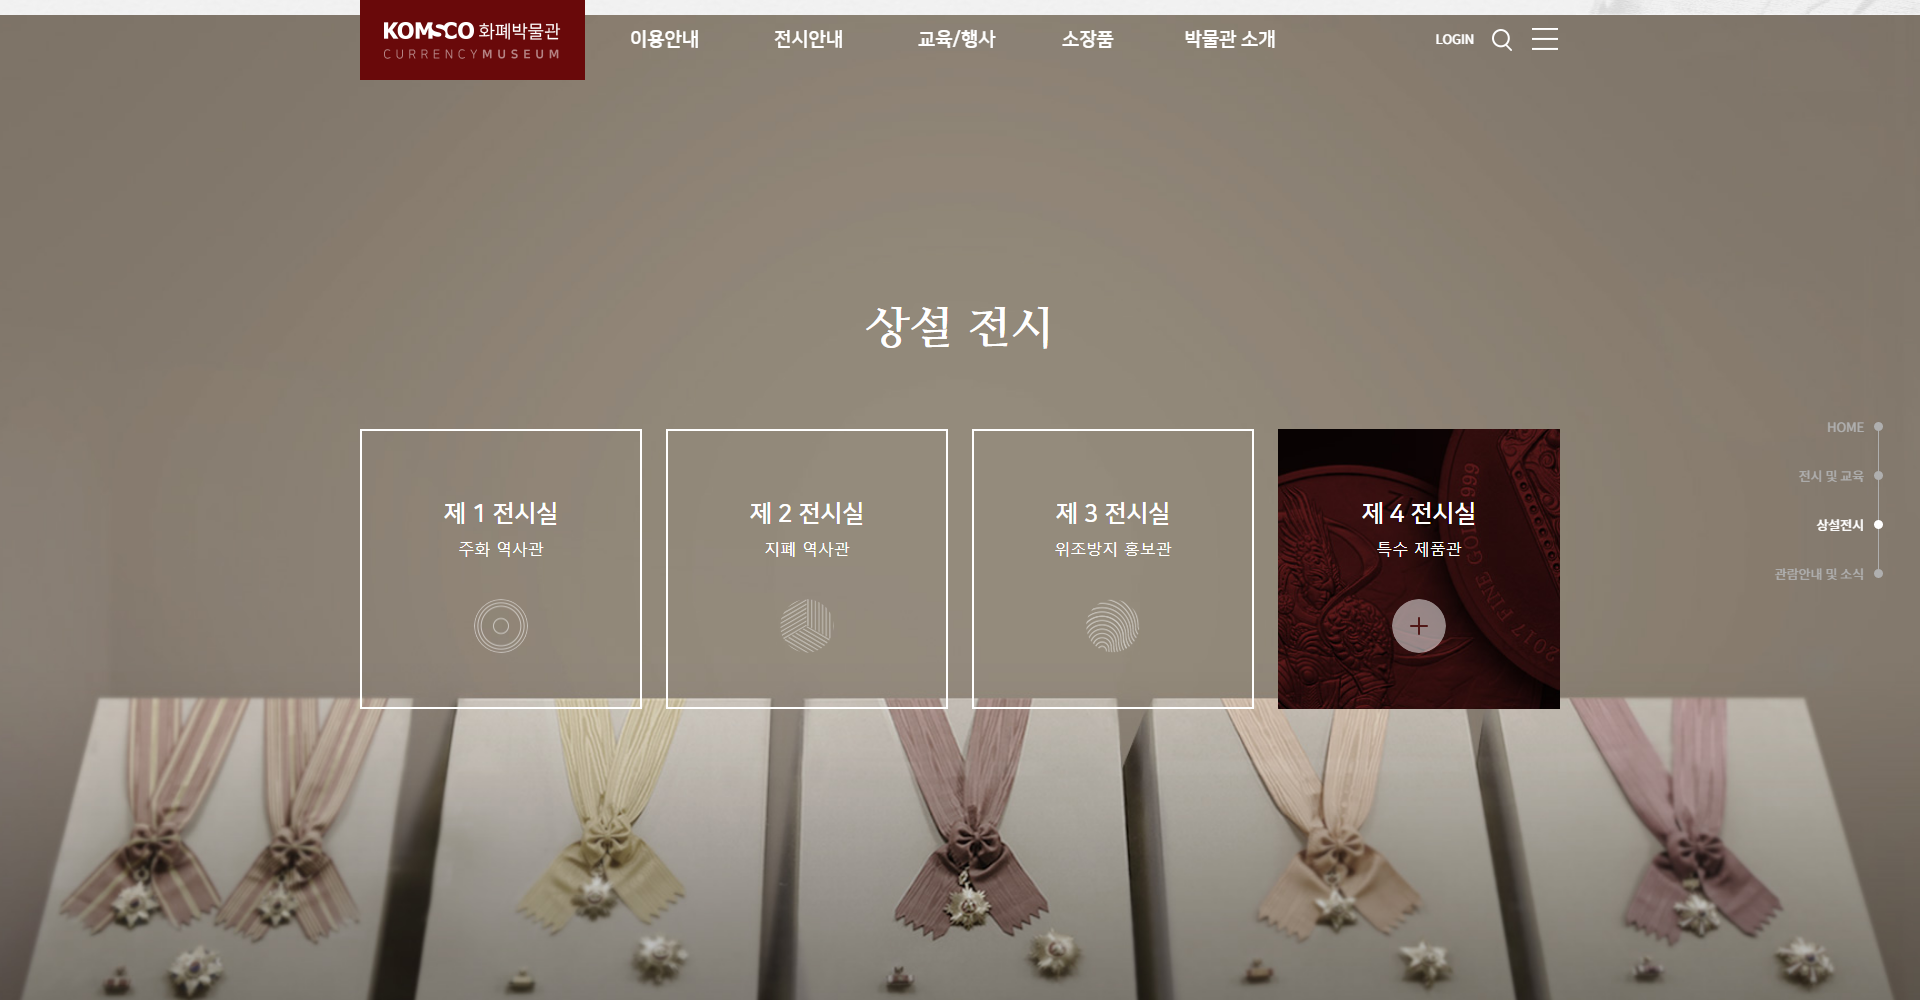 KOMSCO 화폐박물관
CURRENCY MUSEUM
이용안내
전시안내
교육/행사
소장품
박물관 소개
LOGIN
상설 전시
제 1 전시실
주화 역사관
제 2 전시실
지폐 역사관
제 3 전시실
위조방지 홍보관
제 4 전시실
특수 제품관
2017 FINE GOLD 999
HOME
전시 및 교육
상설전시
관람안내 및 소식